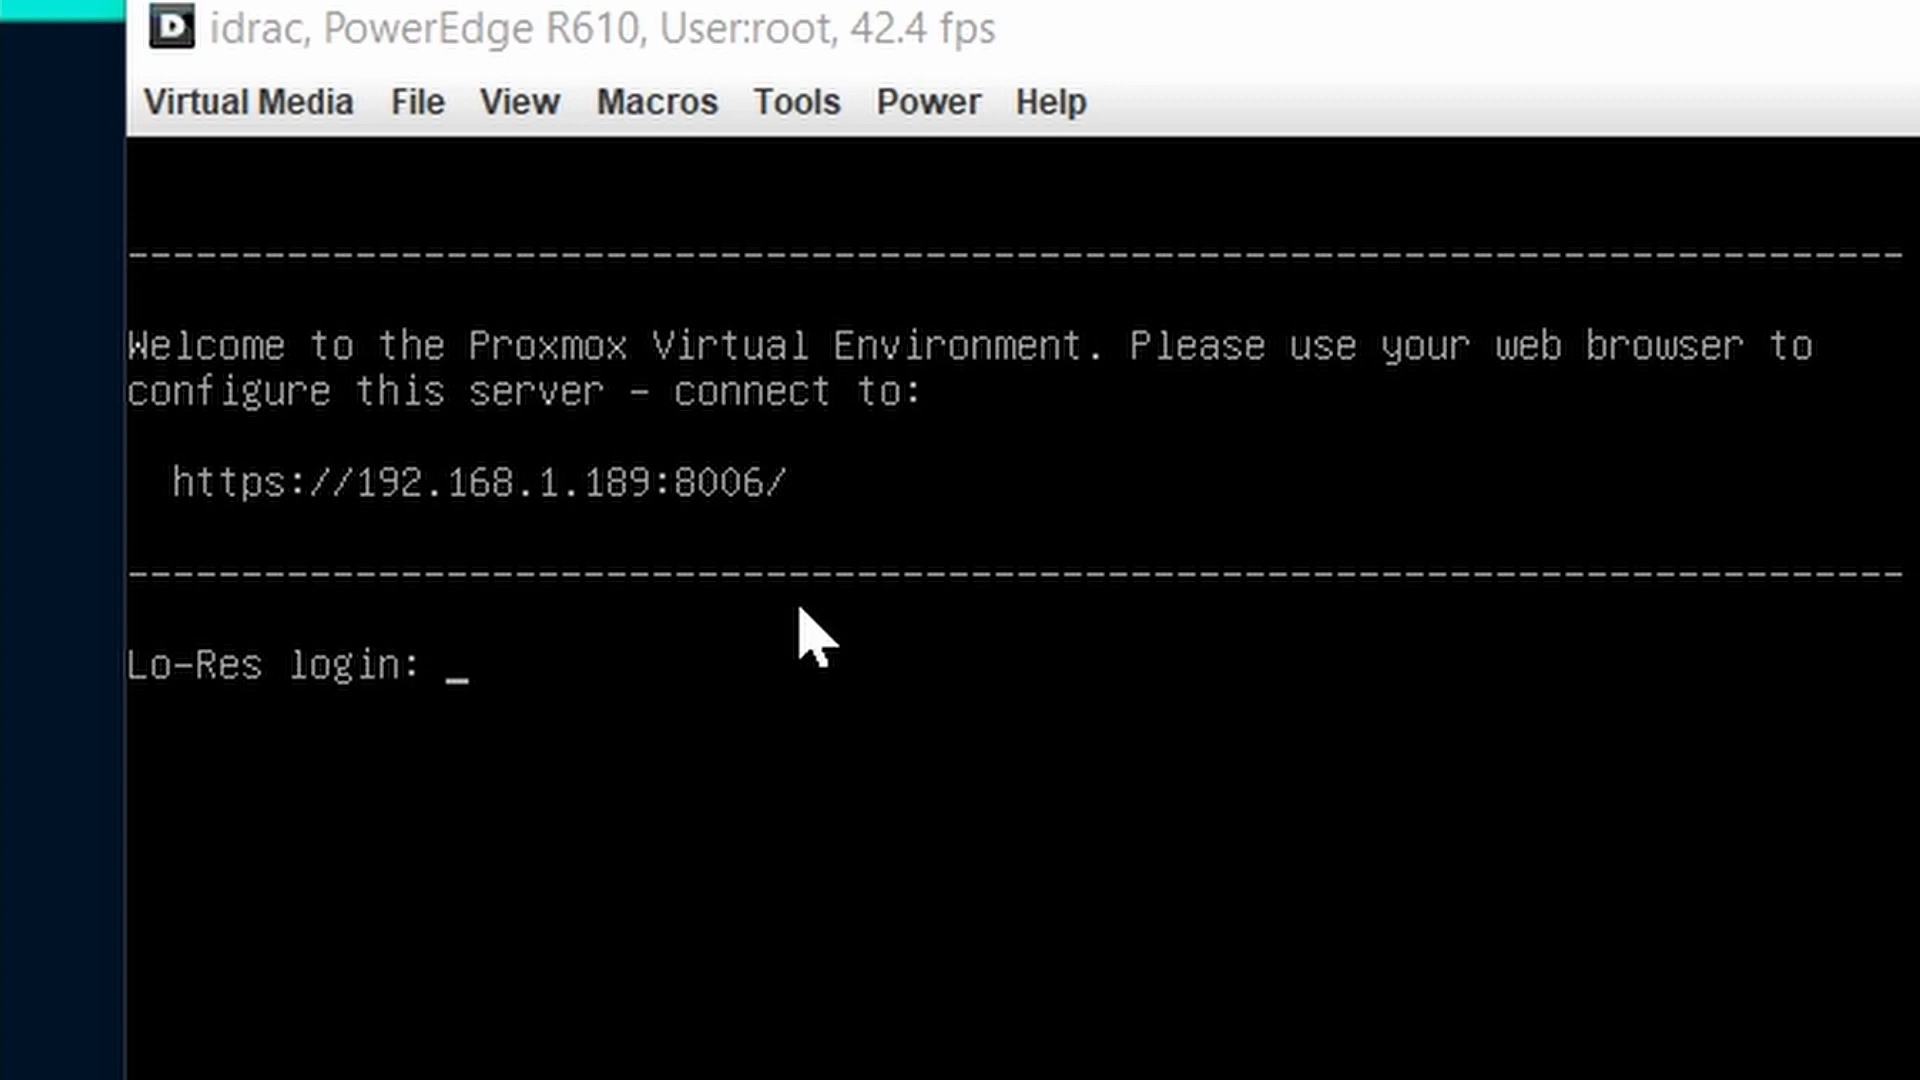 idrac, PowerEdge R610, User:root, 42.4 fps
Virtual Media File View Macros Tools Power Help
--------------------------------------------------------------------------------
Welcome to the Proxmox Virtual Environment. Please use your web browser to
configure this server - connect to:
https://192.168.1.189:8006/
--------------------------------------------------------------------------------
Lo-Res login: _